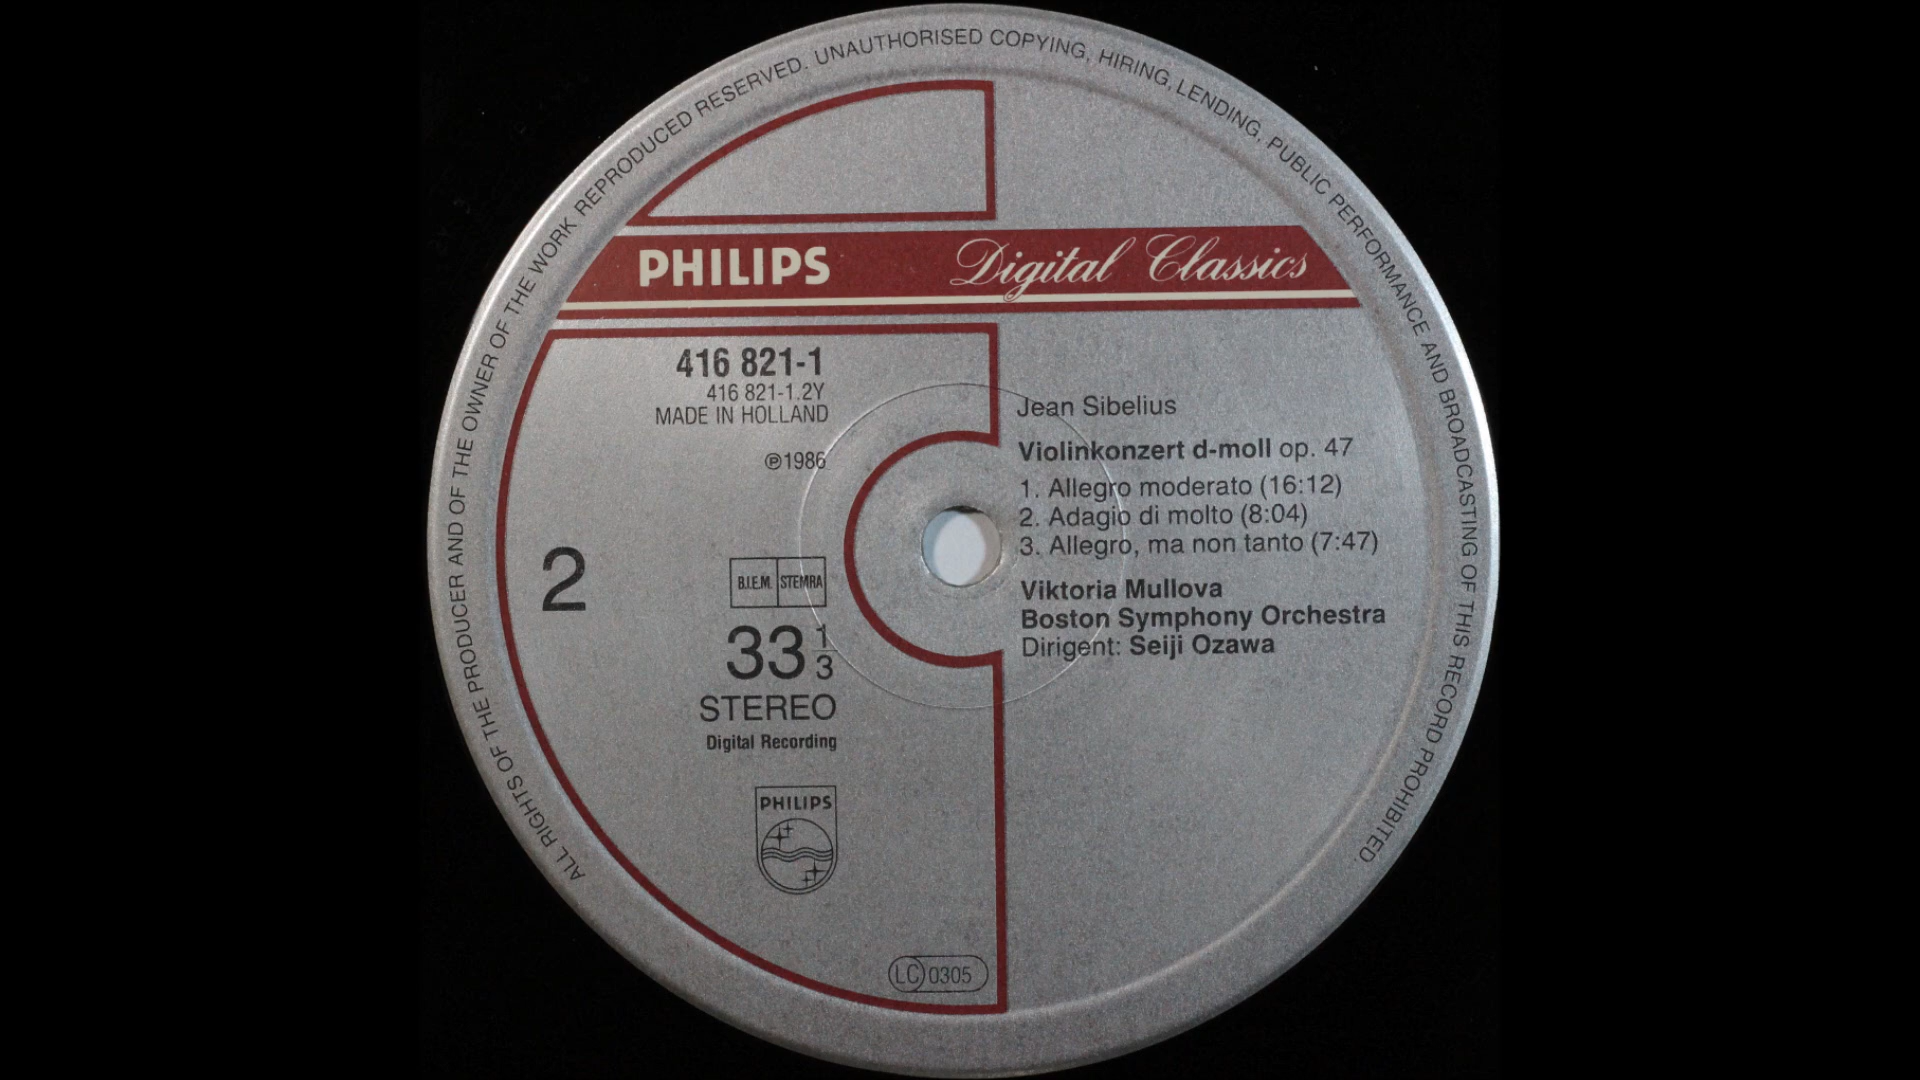 ALL RIGHTS OF THE PRODUCER AND OF THE OWNER OF THE WORK REPRODUCED RESERVED. UNAUTHORISED COPYING, HIRING, LENDING, PUBLIC PERFORMANCE AND BROADCASTING OF THIS RECORD PROHIBITED.
PHILIPS Digital Classics
416 821-1
416 821-1.2Y
MADE IN HOLLAND
℗1986
2
B.I.E.M. STEMRA
33 1/3
STEREO
Digital Recording
PHILIPS
LC 0305
Jean Sibelius
Violinkonzert d-moll op. 47
1. Allegro moderato (16:12)
2. Adagio di molto (8:04)
3. Allegro, ma non tanto (7:47)
Viktoria Mullova
Boston Symphony Orchestra
Dirigent: Seiji Ozawa